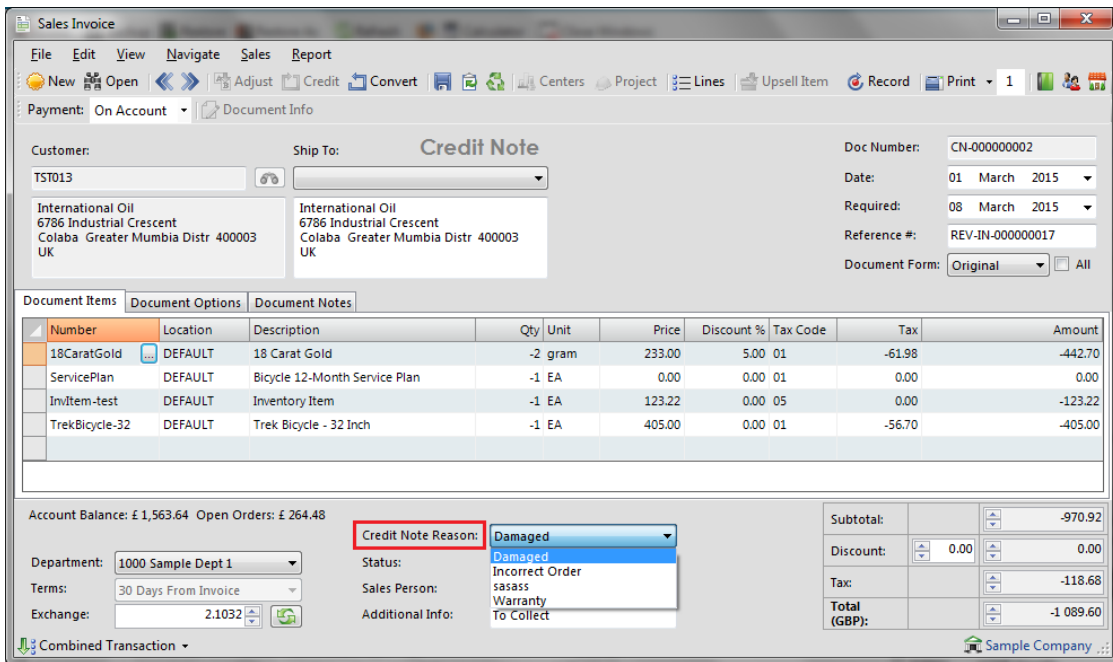 Sales Invoice
File Edit View Navigate Sales Report
New Open Adjust Credit Convert Centers Project Lines Upsell Item Record Print 1
Payment: On Account Document Info
Customer: Ship To: Credit Note Doc Number: CN-000000002
TST013 Date: 01 March 2015
International Oil International Oil Required: 08 March 2015
6786 Industrial Crescent 6786 Industrial Crescent
Colaba Greater Mumbia Distr 400003 Colaba Greater Mumbia Distr 400003 Reference #: REV-IN-000000017
UK UK
Document Form: Original All
Document Items Document Options Document Notes
Number Location Description Qty Unit Price Discount % Tax Code Tax Amount
18CaratGold ... DEFAULT 18 Carat Gold -2 gram 233.00 5.00 01 -61.98 -442.70
ServicePlan DEFAULT Bicycle 12-Month Service Plan -1 EA 0.00 0.00 01 0.00 0.00
InvItem-test DEFAULT Inventory Item -1 EA 123.22 0.00 05 0.00 -123.22
TrekBicycle-32 DEFAULT Trek Bicycle - 32 Inch -1 EA 405.00 0.00 01 -56.70 -405.00
Account Balance: £ 1,563.64 Open Orders: £ 264.48 Subtotal: -970.92
Credit Note Reason: Damaged
Damaged
Discount: 0.00 0.00
Department: 1000 Sample Dept 1 Status: Incorrect Order
Terms: 30 Days From Invoice Sales Person: sasass Tax: -118.68
Warranty
Exchange: 2.1032 Additional Info: To Collect Total (GBP): -1 089.60
Combined Transaction Sample Company